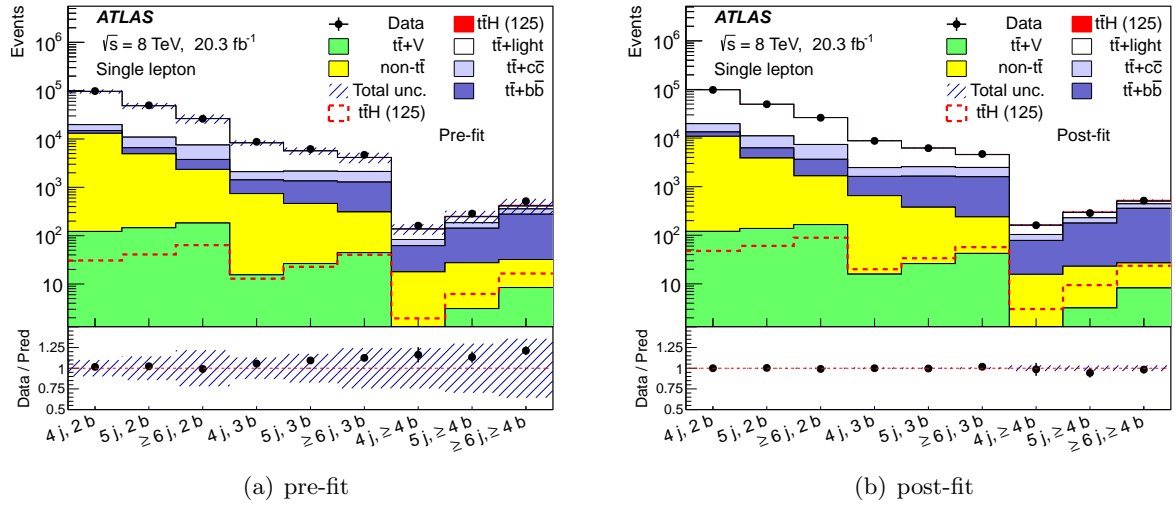 Events
10⁶
10⁵
10⁴
10³
10²
10
ATLAS
√s = 8 TeV, 20.3 fb⁻¹
Single lepton
Data
tt̄+V
non-tt̄
Total unc.
tt̄H (125)
tt̄H (125)
tt̄+light
tt̄+cc̄
tt̄+bb̄
Pre-fit
Data / Pred
1.25
1
0.75
0.5
4 j, 2 b
5 j, 2 b
≥ 6 j, 2 b
4 j, 3 b
5 j, 3 b
≥ 6 j, 3 b
4 j, ≥ 4 b
5 j, ≥ 4 b
≥ 6 j, ≥ 4 b
(a) pre-fit
Events
10⁶
10⁵
10⁴
10³
10²
10
ATLAS
√s = 8 TeV, 20.3 fb⁻¹
Single lepton
Data
tt̄+V
non-tt̄
Total unc.
tt̄H (125)
tt̄H (125)
tt̄+light
tt̄+cc̄
tt̄+bb̄
Post-fit
Data / Pred
1.25
1
0.75
0.5
4 j, 2 b
5 j, 2 b
≥ 6 j, 2 b
4 j, 3 b
5 j, 3 b
≥ 6 j, 3 b
4 j, ≥ 4 b
5 j, ≥ 4 b
≥ 6 j, ≥ 4 b
(b) post-fit